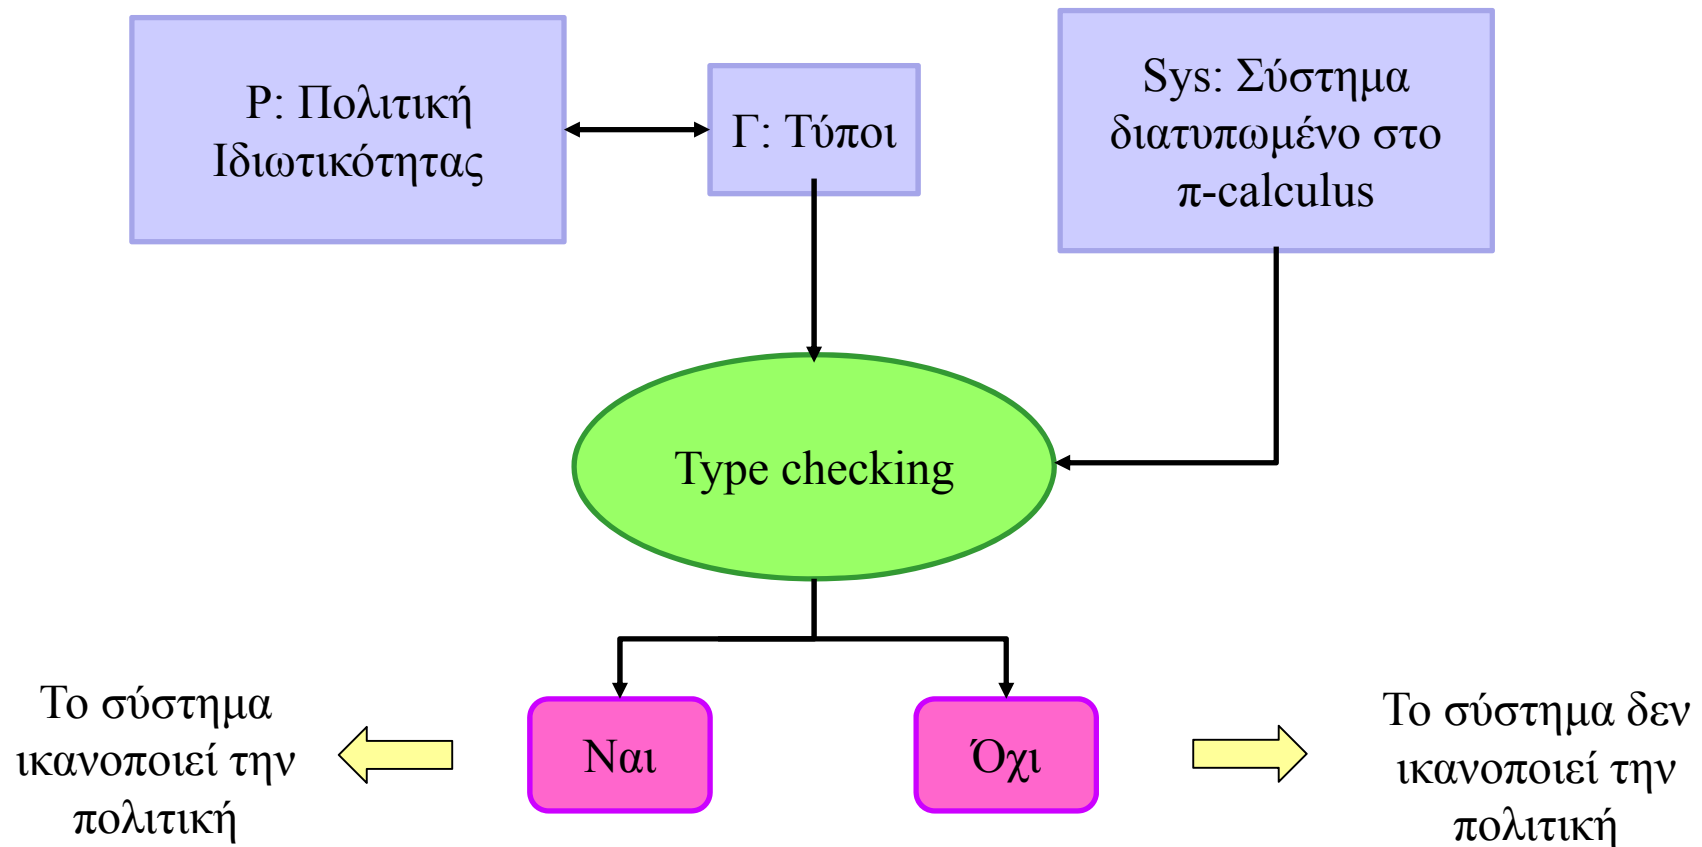 P: Πολιτική
Ιδιωτικότητας
Γ: Τύποι
Sys: Σύστημα
διατυπωμένο στο
π-calculus
Type checking
Ναι
Όχι
Το σύστημα
ικανοποιεί την
πολιτική
Το σύστημα δεν
ικανοποιεί την
πολιτική